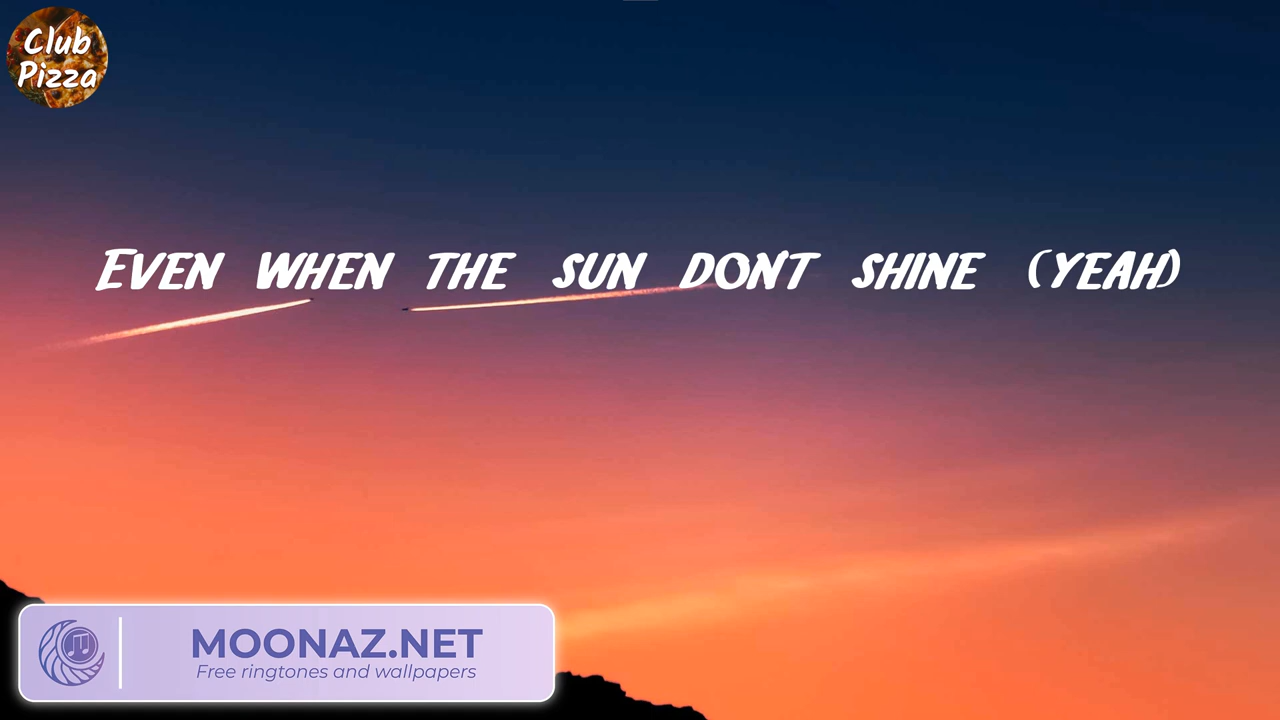 Club
Pizza
EVEN WHEN THE SUN DONT SHINE (YEAH)
MOONAZ.NET
Free ringtones and wallpapers